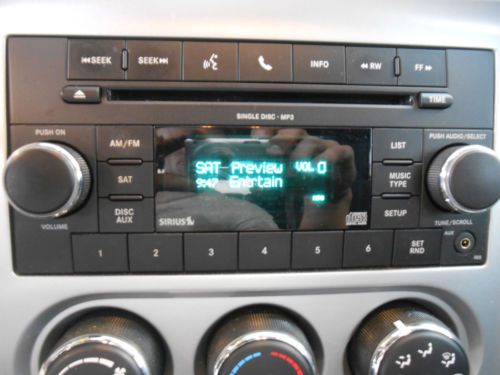 SEEK SEEK INFO RW FF
TIME
SINGLE DISC - MP3
PUSH ON PUSH AUDIO/SELECT
AM/FM LIST
SAT- Preview VOL 0
SAT MUSIC TYPE
9:47 Entrtain
DISC AUX SETUP
SIRIUS
VOLUME TUNE/SCROLL
AUX
1 2 3 4 5 6 SET RND